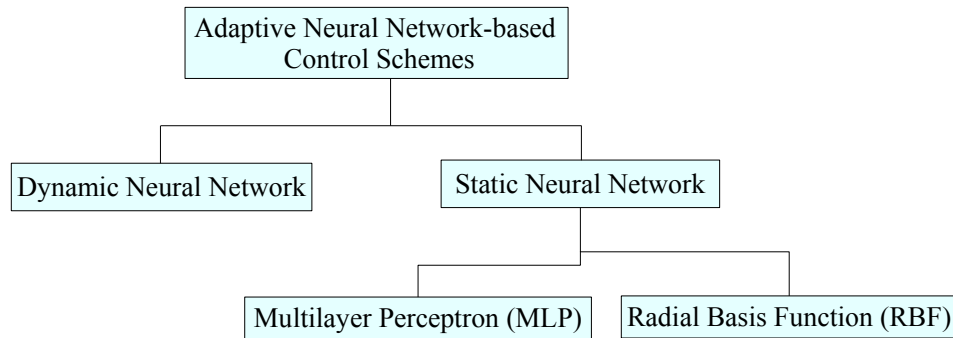 Adaptive Neural Network-based
Control Schemes
Dynamic Neural Network
Static Neural Network
Multilayer Perceptron (MLP)
Radial Basis Function (RBF)